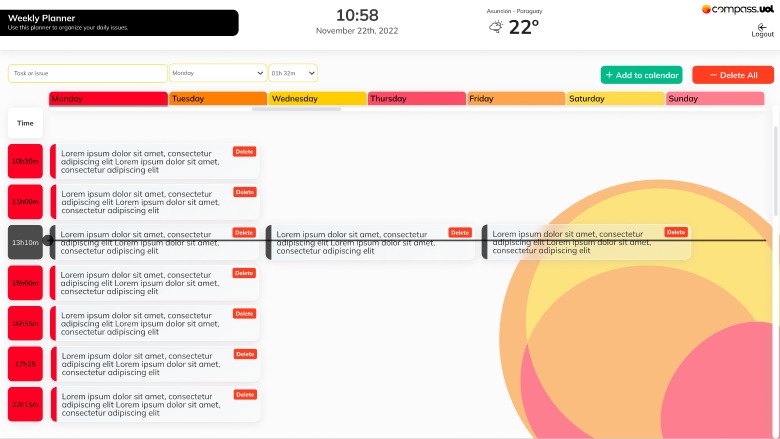 Weekly Planner
Use this planner to organize your daily issues.
10:58
November 22th, 2022
Asunción - Paraguay
22°
compass.uol
Logout
Task or Issue
Monday
01h 32m
+ Add to calendar
— Delete All
Monday
Tuesday
Wednesday
Thursday
Friday
Saturday
Sunday
Time
10h30m
Lorem ipsum dolor sit amet, consectetur
adipiscing elit Lorem ipsum dolor sit amet,
consectetur adipiscing elit
Delete
11h00m
Lorem ipsum dolor sit amet, consectetur
adipiscing elit Lorem ipsum dolor sit amet,
consectetur adipiscing elit
Delete
13h10m
Lorem ipsum dolor sit amet, consectetur
adipiscing elit Lorem ipsum dolor sit amet,
consectetur adipiscing elit
Delete
Lorem ipsum dolor sit amet, consectetur
adipiscing elit Lorem ipsum dolor sit amet,
consectetur adipiscing elit
Delete
Lorem ipsum dolor sit amet, consectetur
adipiscing elit Lorem ipsum dolor sit amet,
consectetur adipiscing elit
Delete
15h00m
Lorem ipsum dolor sit amet, consectetur
adipiscing elit Lorem ipsum dolor sit amet,
consectetur adipiscing elit
Delete
16h55m
Lorem ipsum dolor sit amet, consectetur
adipiscing elit Lorem ipsum dolor sit amet,
consectetur adipiscing elit
Delete
17h25
Lorem ipsum dolor sit amet, consectetur
adipiscing elit Lorem ipsum dolor sit amet,
consectetur adipiscing elit
Delete
23h15m
Lorem ipsum dolor sit amet, consectetur
adipiscing elit Lorem ipsum dolor sit amet,
consectetur adipiscing elit
Delete